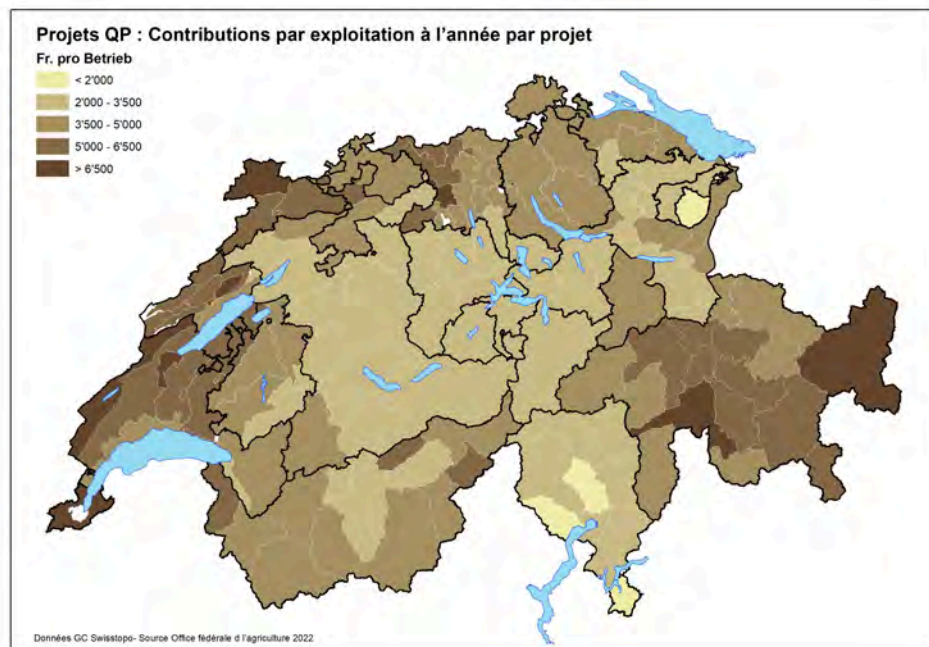 Projets QP : Contributions par exploitation à l'année par projet
Fr. pro Betrieb
< 2'000
2'000 - 3'500
3'500 - 5'000
5'000 - 6'500
> 6'500
Données GC Swisstopo- Source Office fédérale d l'agriculture 2022